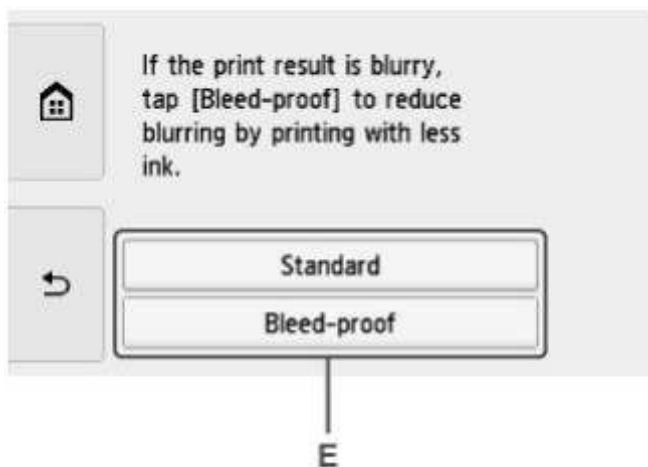 If the print result is blurry,
tap [Bleed-proof] to reduce
blurring by printing with less
ink.
Standard
Bleed-proof
E